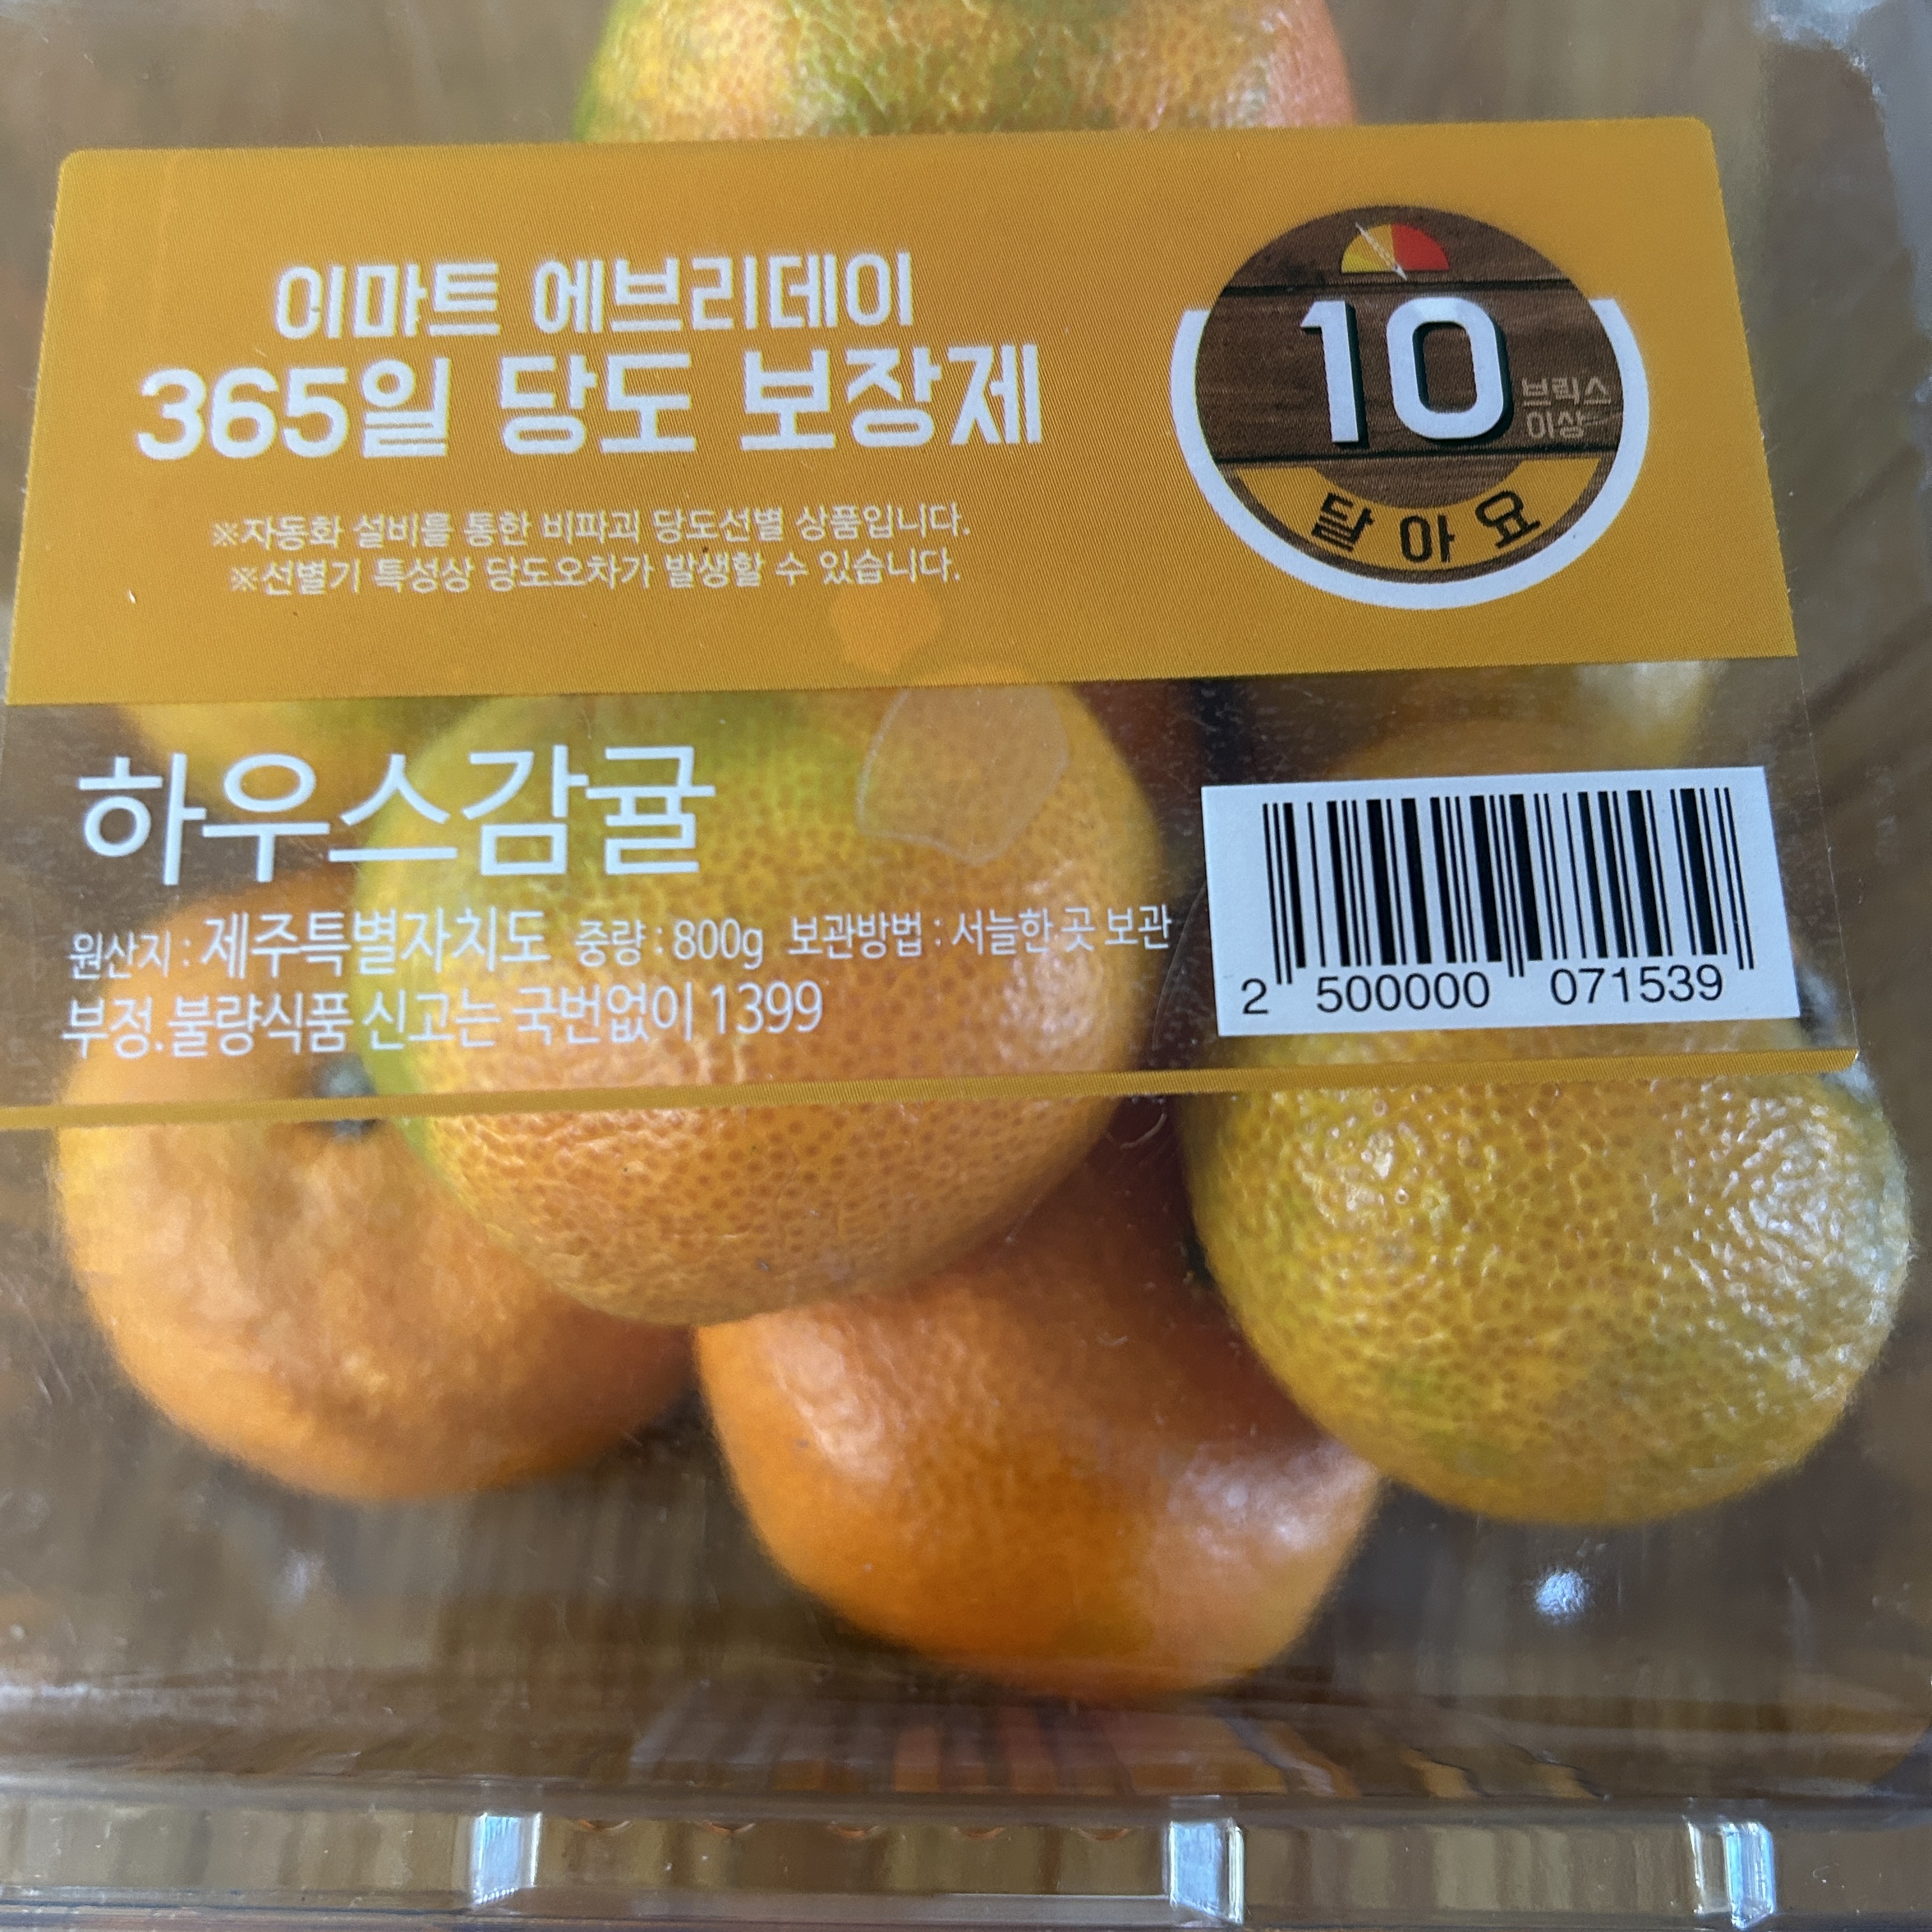 이마트 에브리데이
365일 당도 보장제
※자동화 설비를 통한 비파괴 당도선별 상품입니다.
※선별기 특성상 당도오차가 발생할 수 있습니다.
10 브릭스
이상
달아요
하우스감귤
원산지 : 제주특별자치도 중량 : 800g 보관방법 : 서늘한 곳 보관
부정.불량식품 신고는 국번없이 1399
2 500000 071539